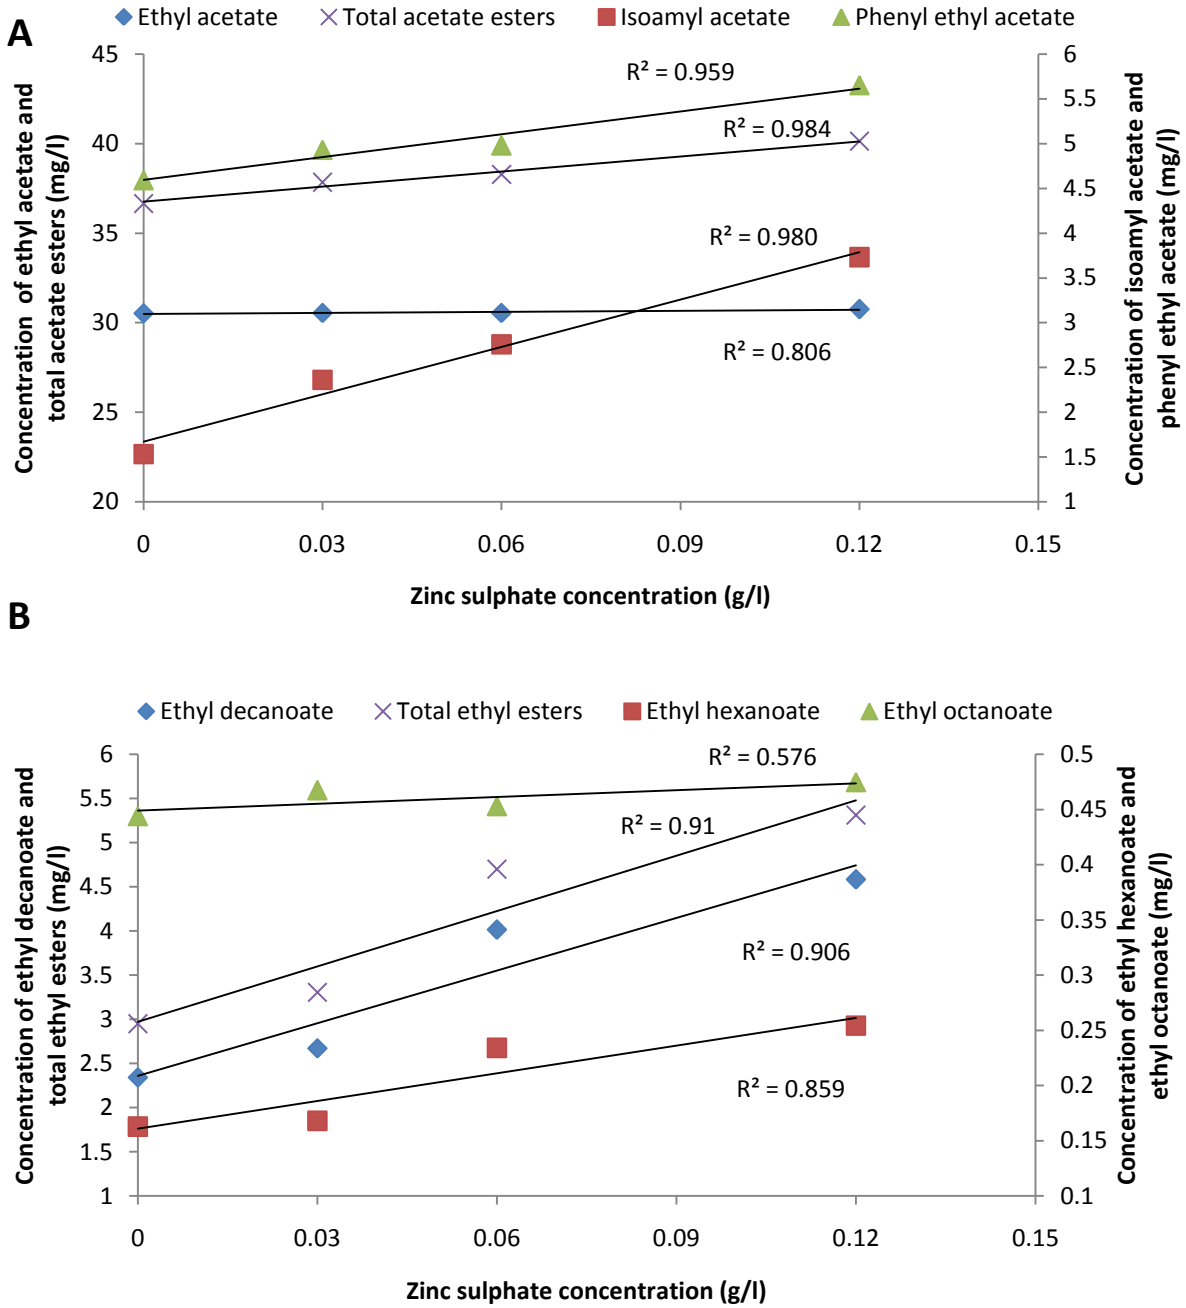 Ethyl acetate Total acetate esters Isoamyl acetate Phenyl ethyl acetate
A
Concentration of ethyl acetate and
total acetate esters (mg/l)
45
40
35
30
25
20
R² = 0.959
R² = 0.984
R² = 0.980
R² = 0.806
6
5.5
5
4.5
4
3.5
3
2.5
2
1.5
1
Concentration of isoamyl acetate and
phenyl ethyl acetate (mg/l)
0 0.03 0.06 0.09 0.12 0.15
Zinc sulphate concentration (g/l)
B
Ethyl decanoate Total ethyl esters Ethyl hexanoate Ethyl octanoate
Concentration of ethyl decanoate and
total ethyl esters (mg/l)
6
5.5
5
4.5
4
3.5
3
2.5
2
1.5
1
R² = 0.576
R² = 0.91
R² = 0.906
R² = 0.859
0.5
0.45
0.4
0.35
0.3
0.25
0.2
0.15
0.1
Concentration of ethyl hexanoate and
ethyl octanoate (mg/l)
0 0.03 0.06 0.09 0.12 0.15
Zinc sulphate concentration (g/l)